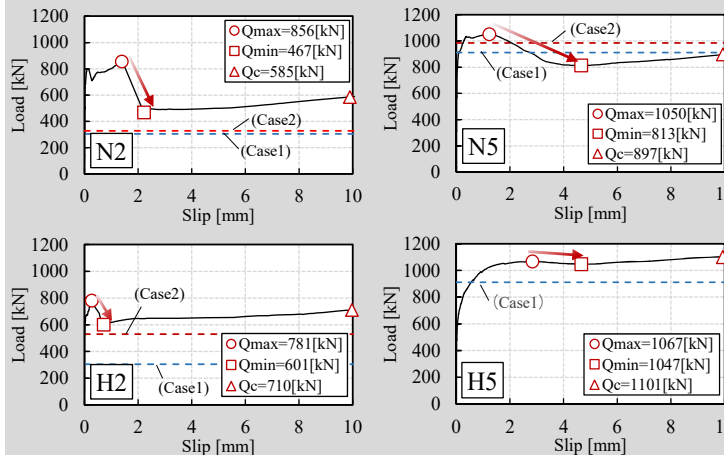 1200
1000
800
600
400
200
0
Load [kN]
Qmax=856[kN]
Qmin=467[kN]
Qc=585[kN]
(Case2)
(Case1)
N2
0 2 4 6 8 10
Slip [mm]
1200
1000
800
600
400
200
0
Load [kN]
(Case2)
(Case1)
Qmax=1050[kN]
Qmin=813[kN]
Qc=897[kN]
N5
0 2 4 6 8 10
Slip [mm]
1200
1000
800
600
400
200
0
Load [kN]
(Case2)
Qmax=781[kN]
Qmin=601[kN]
Qc=710[kN]
(Case1)
H2
0 2 4 6 8 10
Slip [mm]
1200
1000
800
600
400
200
0
Load [kN]
(Case1)
Qmax=1067[kN]
Qmin=1047[kN]
Qc=1101[kN]
H5
0 2 4 6 8 1
Slip [mm]